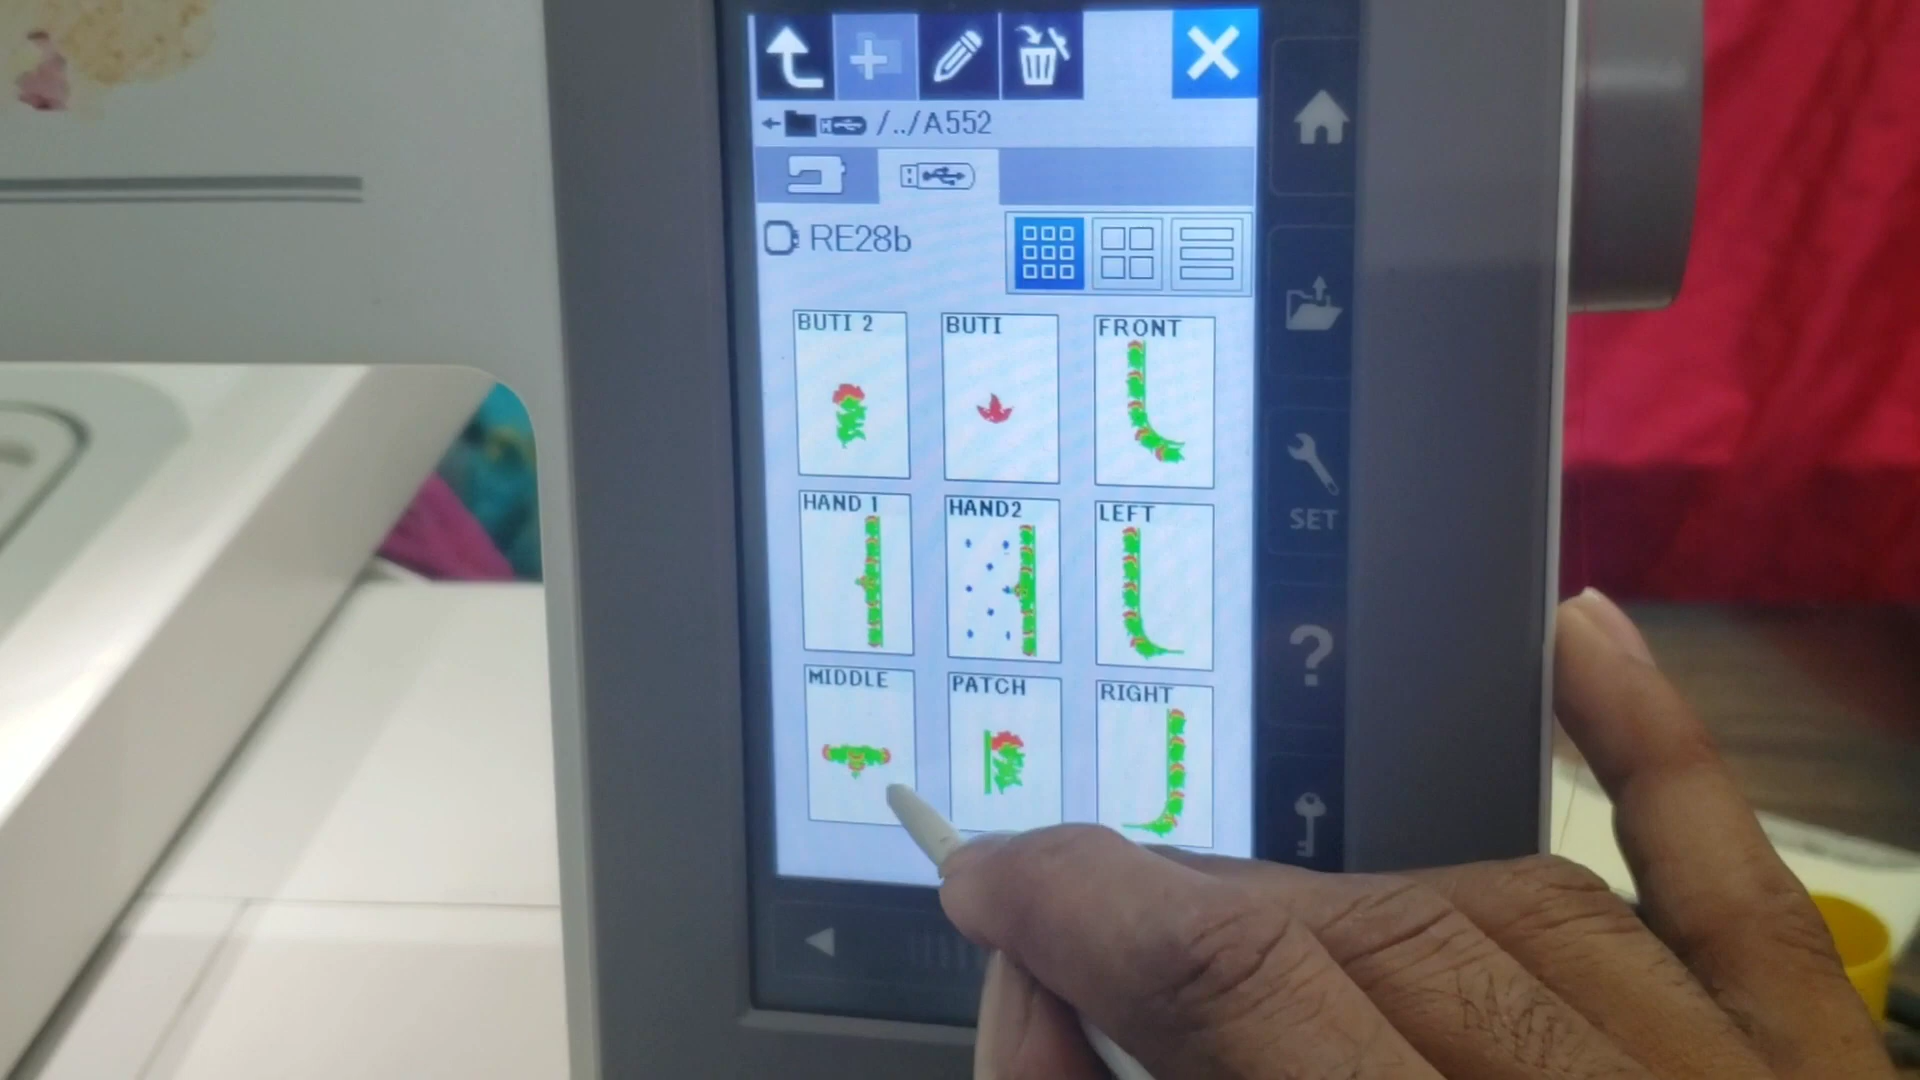 /../A552
RE28b
BUTI 2
BUTI
FRONT
HAND 1
HAND2
LEFT
MIDDLE
PATCH
RIGHT
SET
?